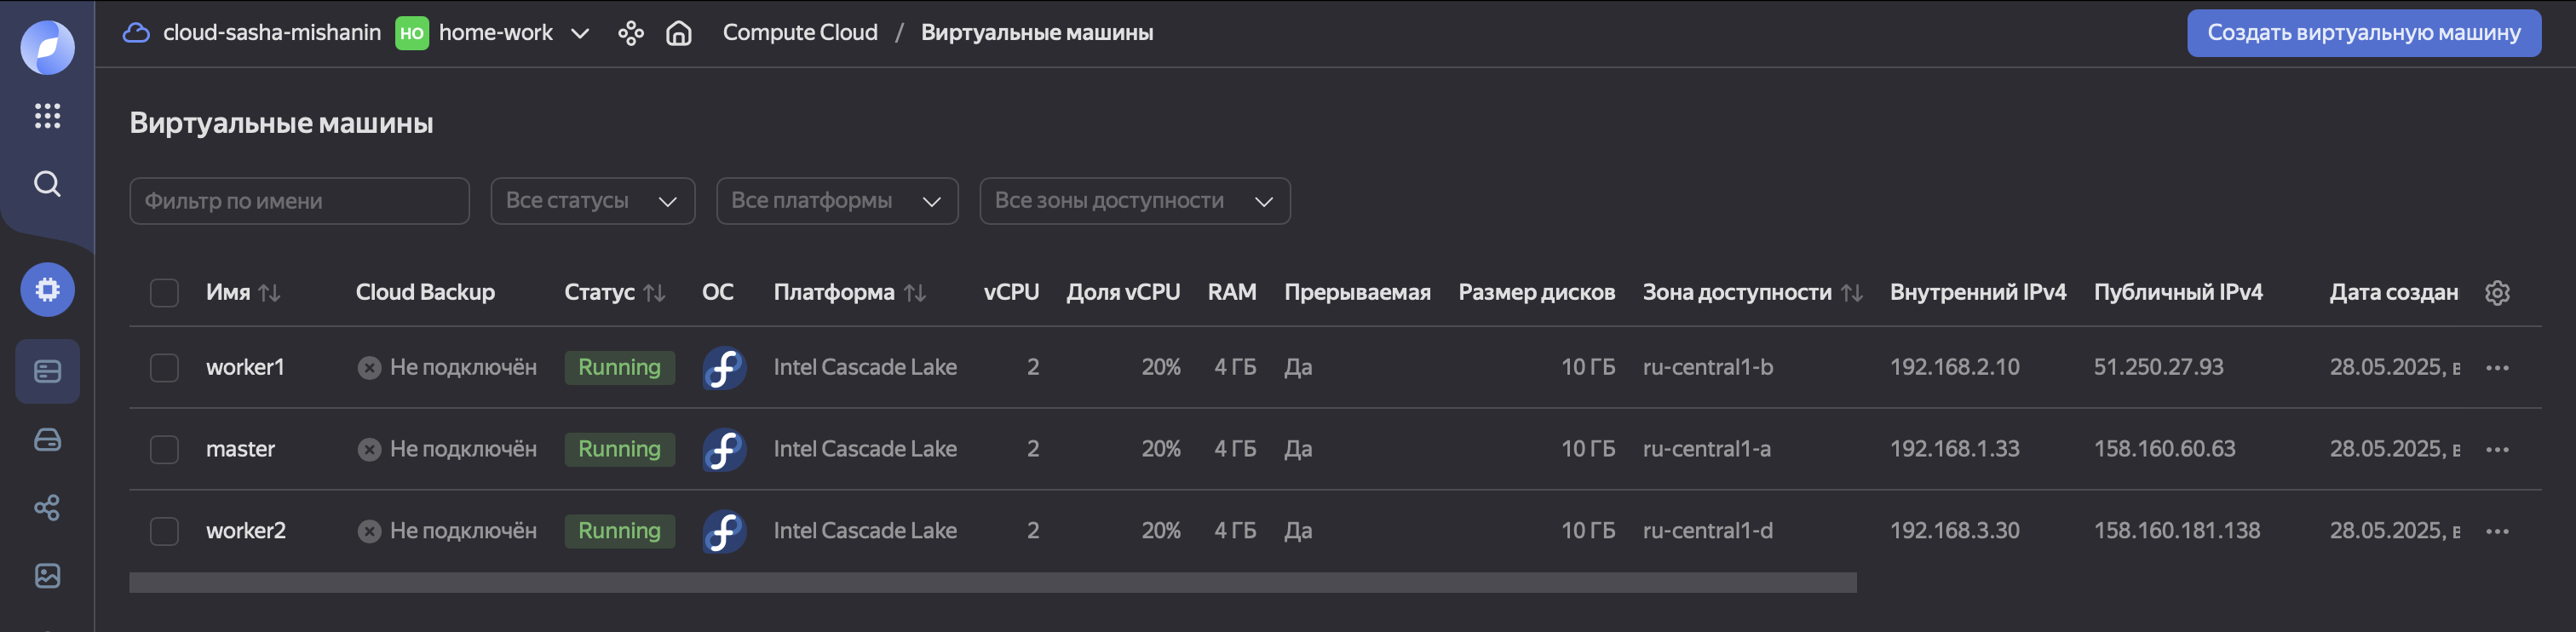 cloud-sasha-mishanin HO home-work Compute Cloud / Виртуальные машины Создать виртуальную машину
Виртуальные машины
Фильтр по имени Все статусы Все платформы Все зоны доступности
Имя Cloud Backup Статус ОС Платформа vCPU Доля vCPU RAM Прерываемая Размер дисков Зона доступности Внутренний IPv4 Публичный IPv4 Дата создан
worker1 Не подключён Running Intel Cascade Lake 2 20% 4 ГБ Да 10 ГБ ru-central1-b 192.168.2.10 51.250.27.93 28.05.2025, в
master Не подключён Running Intel Cascade Lake 2 20% 4 ГБ Да 10 ГБ ru-central1-a 192.168.1.33 158.160.60.63 28.05.2025, в
worker2 Не подключён Running Intel Cascade Lake 2 20% 4 ГБ Да 10 ГБ ru-central1-d 192.168.3.30 158.160.181.138 28.05.2025, в